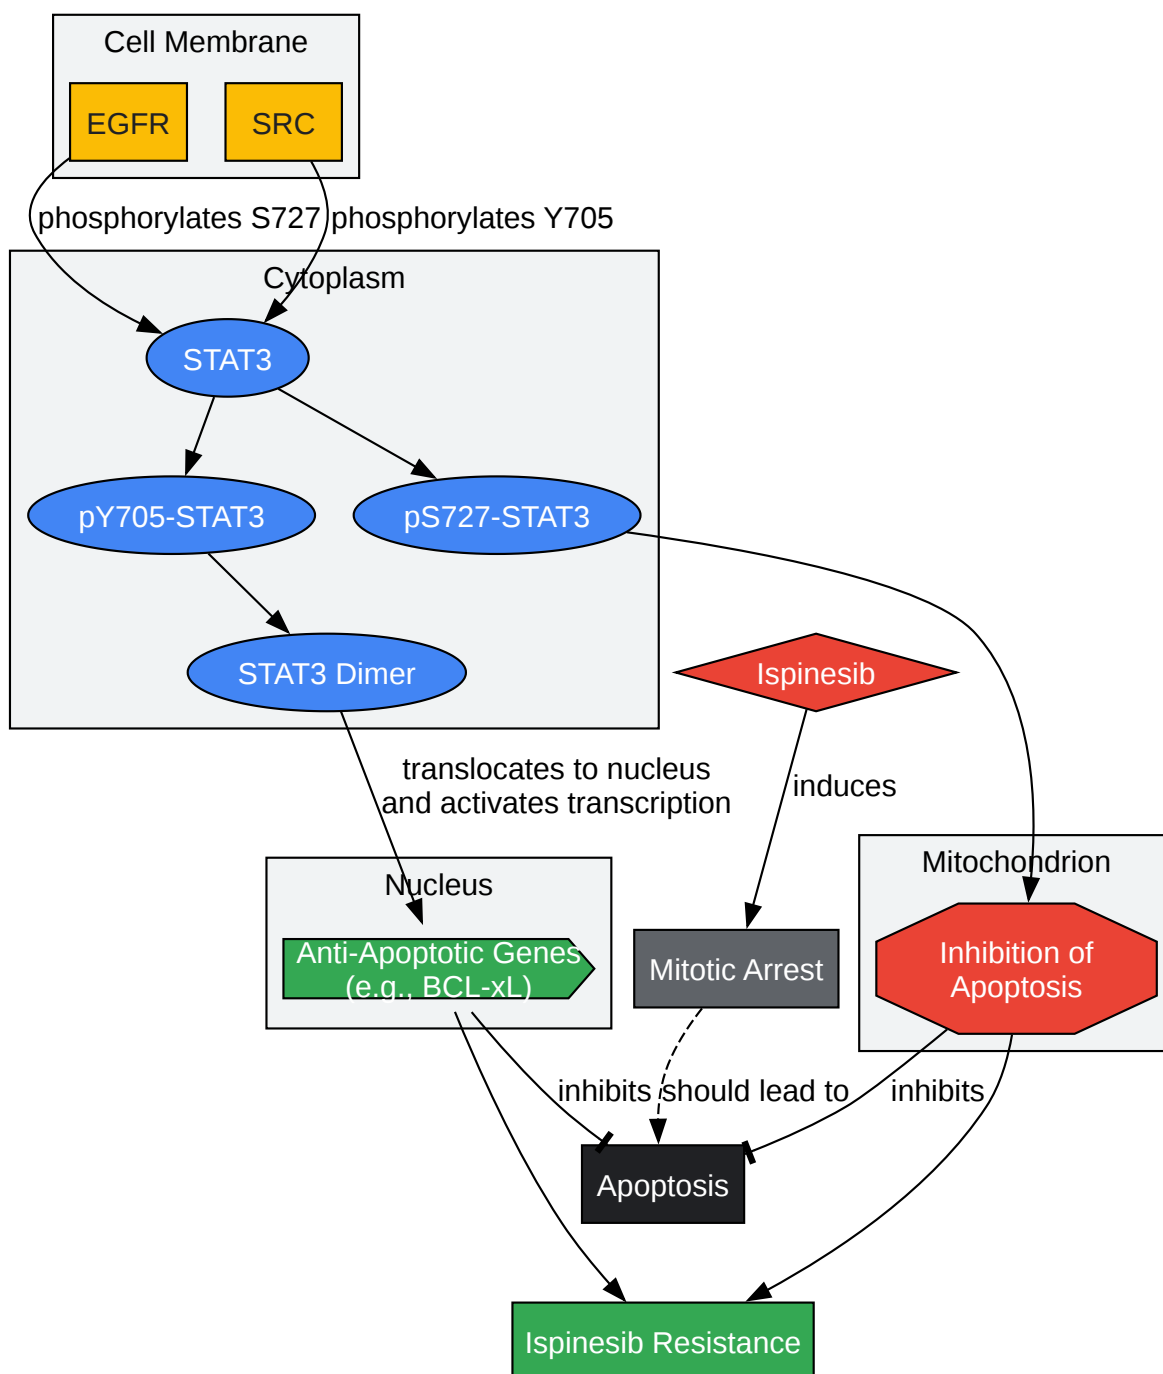 Cell Membrane
EGFR
SRC
phosphorylates S727
phosphorylates Y705
Cytoplasm
STAT3
pY705-STAT3
pS727-STAT3
STAT3 Dimer
Ispinesib
translocates to nucleus
and activates transcription
induces
Mitochondrion
Nucleus
Anti-Apoptotic Genes
(e.g., BCL-xL)
Mitotic Arrest
Inhibition of
Apoptosis
inhibits
should lead to
inhibits
Apoptosis
Ispinesib Resistance